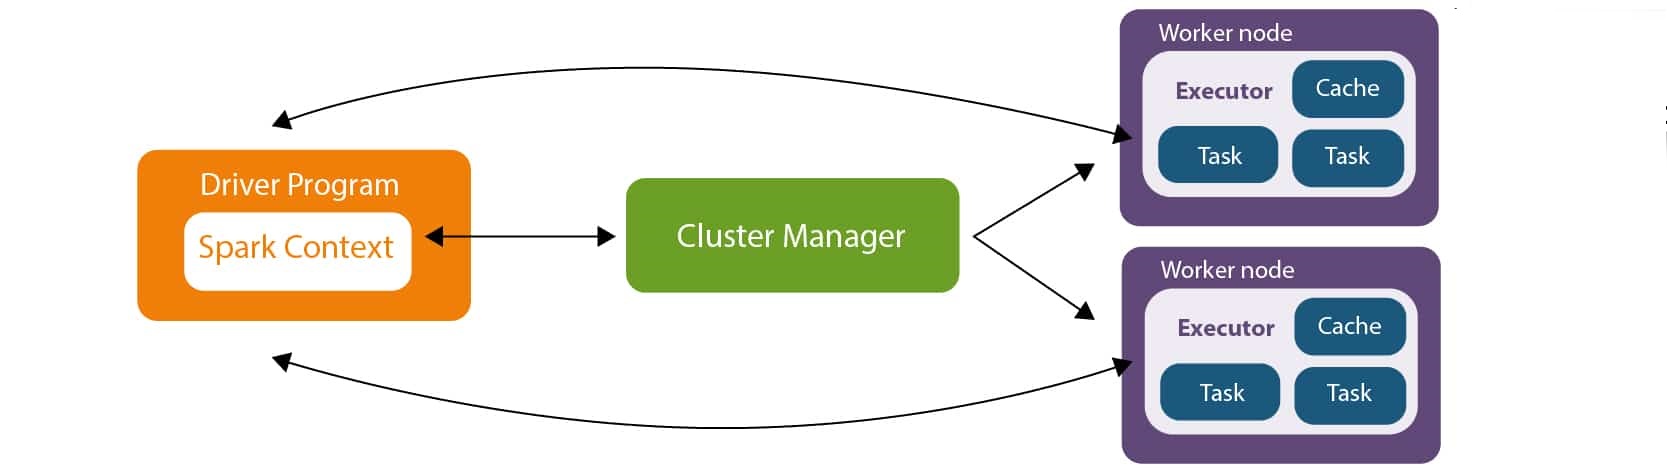 Driver Program
Spark Context
Cluster Manager
Worker node
Executor
Cache
Task
Task
Worker node
Executor
Cache
Task
Task